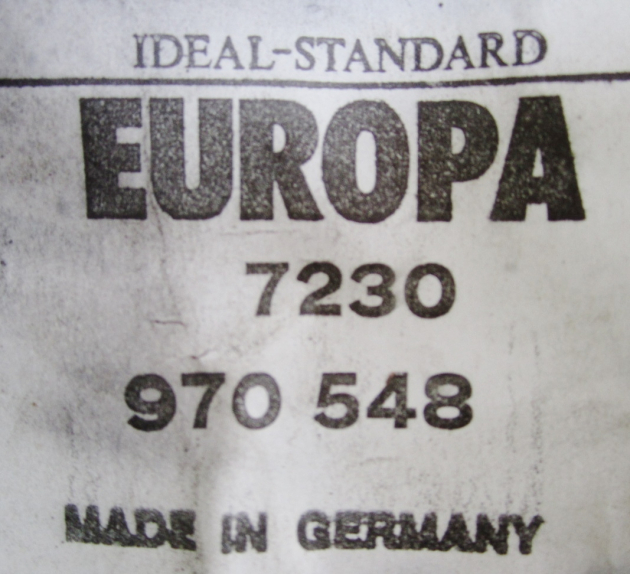 IDEAL-STANDARD
EUROPA
7230
970 548
MADE IN GERMANY